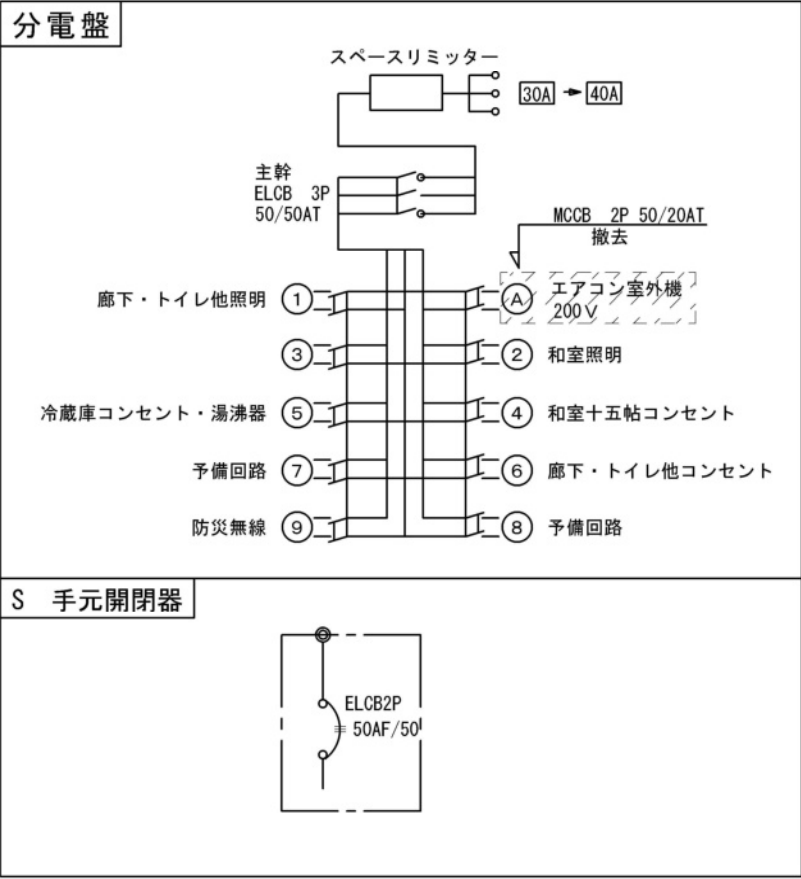 分電盤
スペースリミッター
30A → 40A
主幹
ELCB 3P
50/50AT
MCCB 2P 50/20AT
撤去
廊下・トイレ他照明 ① Ⓐ エアコン室外機
200V
③ ② 和室照明
冷蔵庫コンセント・湯沸器 ⑤ ④ 和室十五帖コンセント
予備回路 ⑦ ⑥ 廊下・トイレ他コンセント
防災無線 ⑨ ⑧ 予備回路
S 手元開閉器
ELCB2P
50AF/50